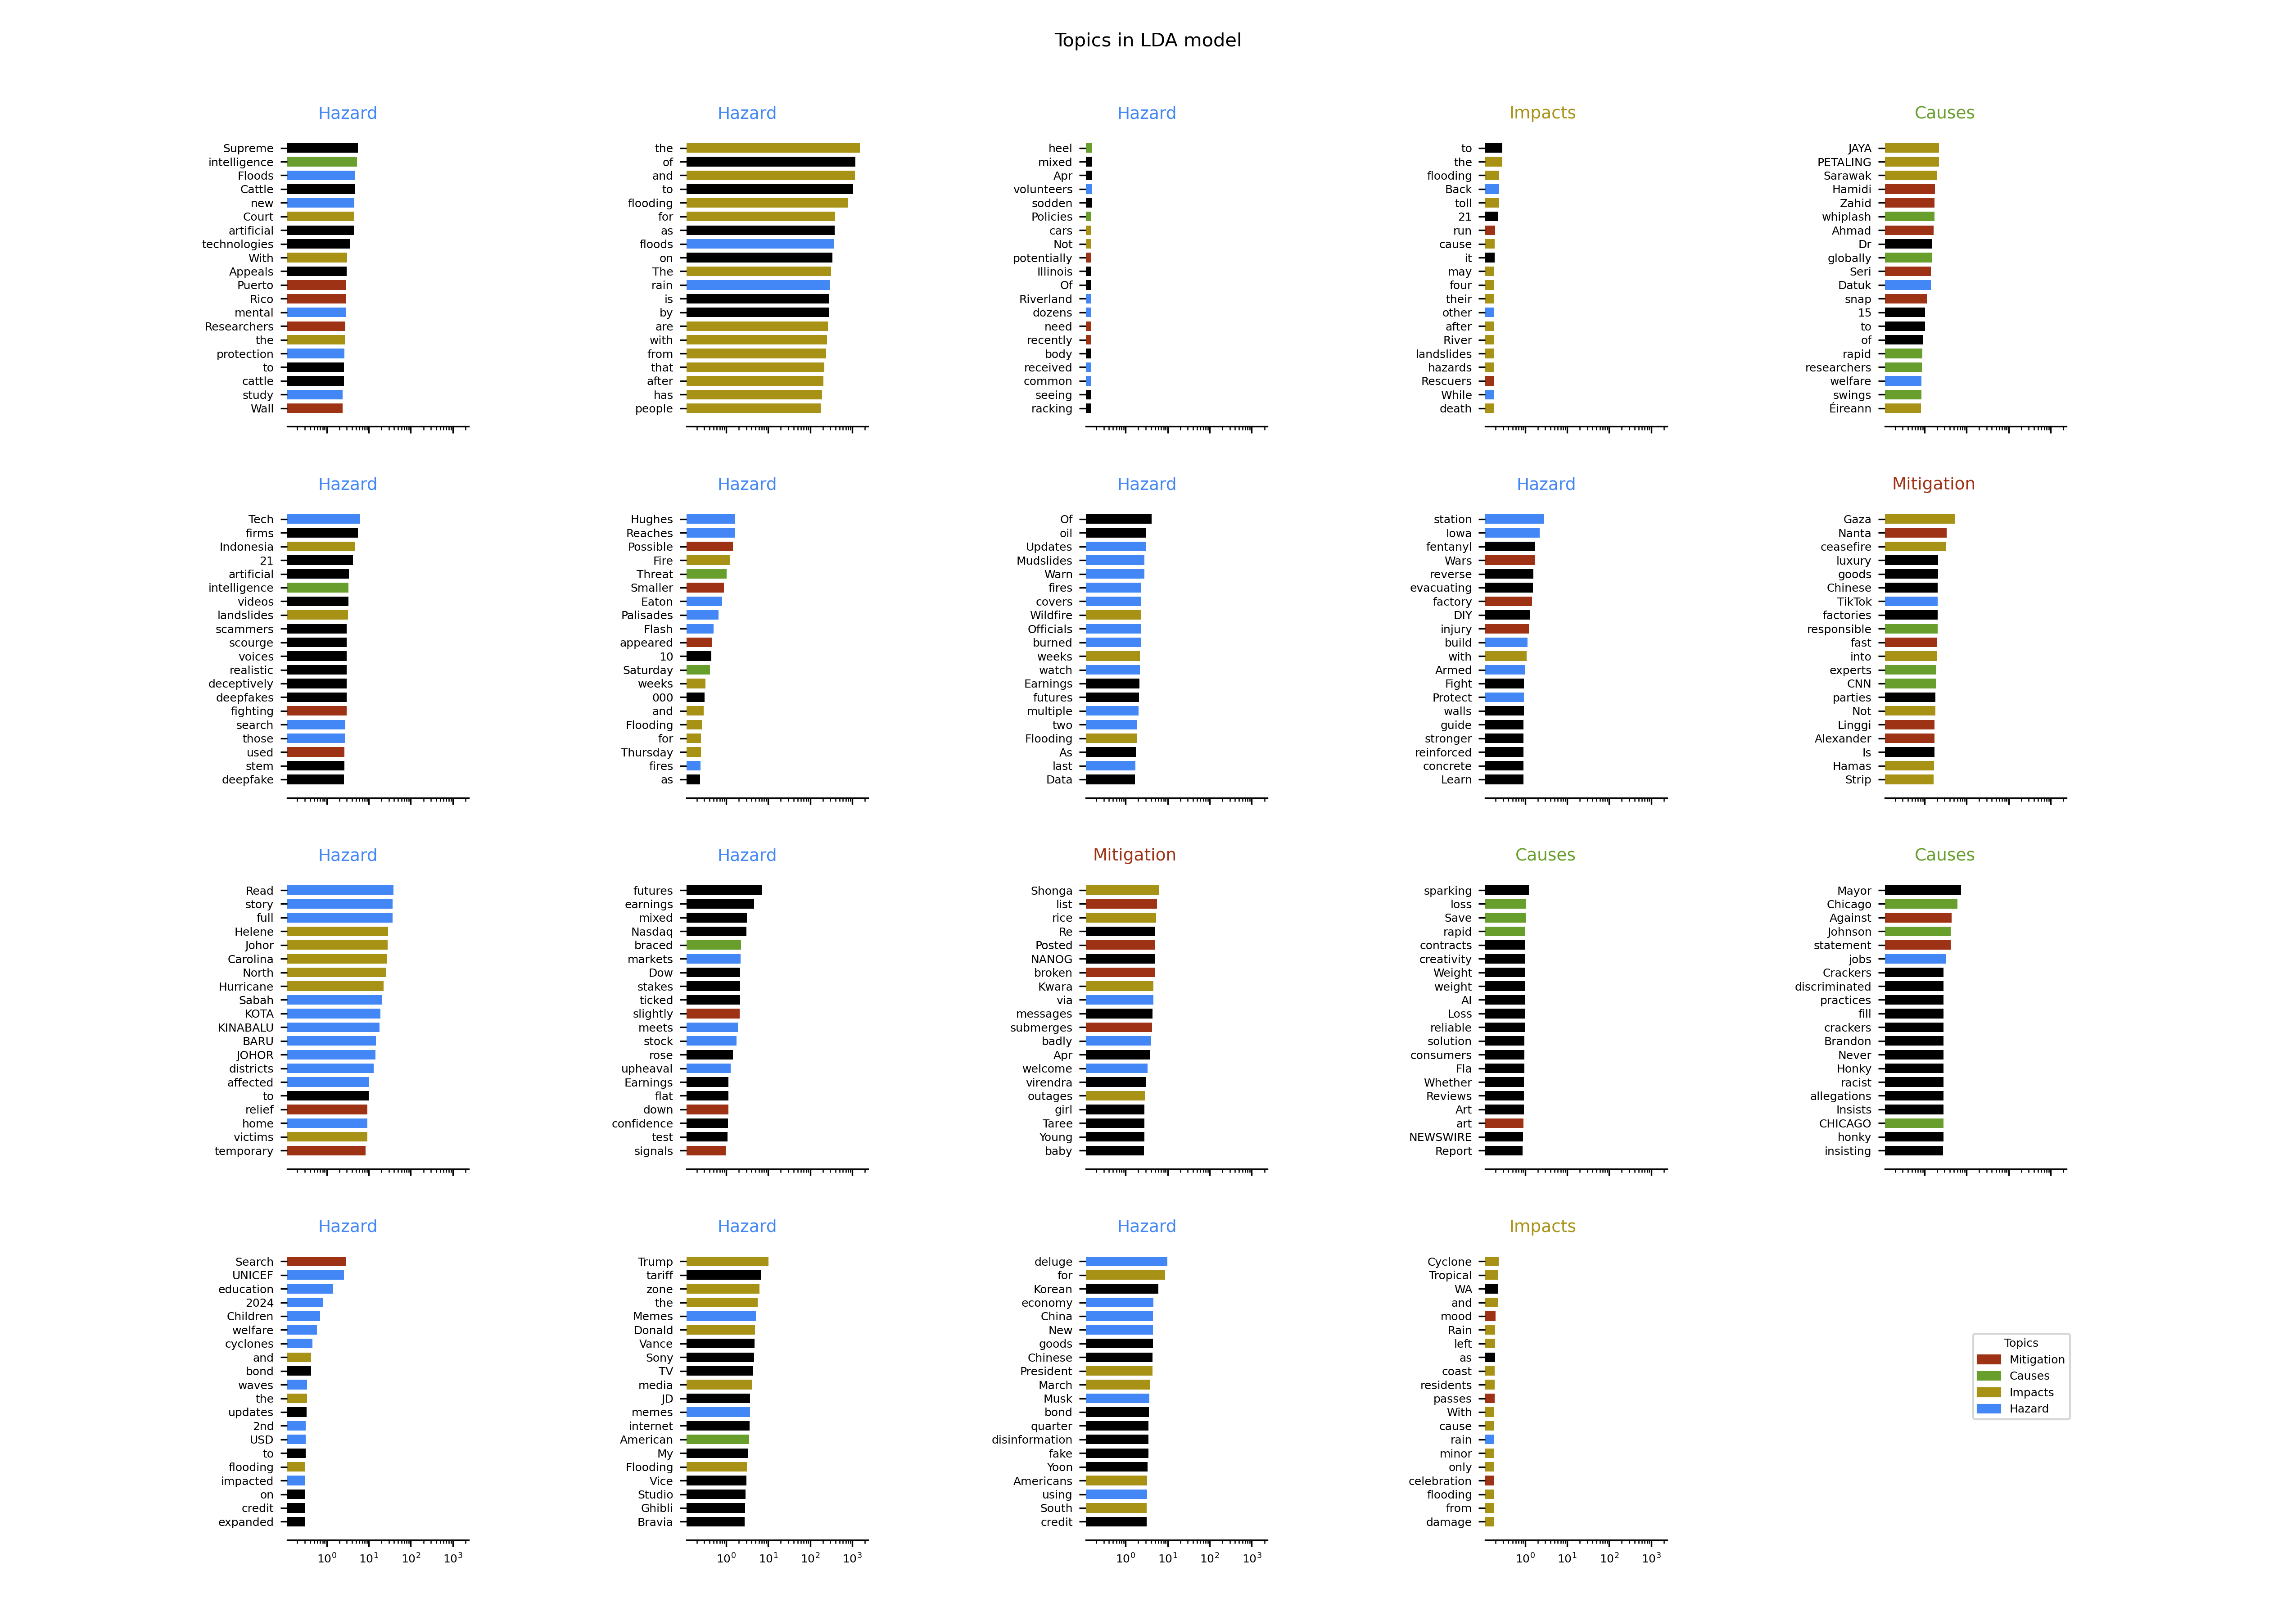 Topics in LDA model
Hazard
Supreme
intelligence
Floods
Cattle
new
Court
artificial
technologies
With
Appeals
Puerto
Rico
mental
Researchers
the
protection
to
cattle
study
Wall
Hazard
the
of
and
to
flooding
for
as
floods
on
The
rain
is
by
are
with
from
that
after
has
people
Hazard
heel
mixed
Apr
volunteers
sodden
Policies
cars
Not
potentially
Illinois
Of
Riverland
dozens
need
recently
body
received
common
seeing
racking
Impacts
to
the
flooding
Back
toll
21
run
cause
it
may
four
their
other
after
River
landslides
hazards
Rescuers
While
death
Causes
JAYA
PETALING
Sarawak
Hamidi
Zahid
whiplash
Ahmad
Dr
globally
Seri
Datuk
snap
15
to
of
rapid
researchers
welfare
swings
Éireann
Hazard
Tech
firms
Indonesia
21
artificial
intelligence
videos
landslides
scammers
scourge
voices
realistic
deceptively
deepfakes
fighting
search
those
used
stem
deepfake
Hazard
Hughes
Reaches
Possible
Fire
Threat
Smaller
Eaton
Palisades
Flash
appeared
10
Saturday
weeks
000
and
Flooding
for
Thursday
fires
as
Hazard
Of
oil
Updates
Mudslides
Warn
fires
covers
Wildfire
Officials
burned
weeks
watch
Earnings
futures
multiple
two
Flooding
As
last
Data
Hazard
station
Iowa
fentanyl
Wars
reverse
evacuating
factory
DIY
injury
build
with
Armed
Fight
Protect
walls
guide
stronger
reinforced
concrete
Learn
Mitigation
Gaza
Nanta
ceasefire
luxury
goods
Chinese
TikTok
factories
responsible
fast
into
experts
CNN
parties
Not
Linggi
Alexander
Is
Hamas
Strip
Hazard
Read
story
full
Helene
Johor
Carolina
North
Hurricane
Sabah
KOTA
KINABALU
BARU
JOHOR
districts
affected
to
relief
home
victims
temporary
Hazard
futures
earnings
mixed
Nasdaq
braced
markets
Dow
stakes
ticked
slightly
meets
stock
rose
upheaval
Earnings
flat
down
confidence
test
signals
Mitigation
Shonga
list
rice
Re
Posted
NANOG
broken
Kwara
via
messages
submerges
badly
Apr
welcome
virendra
outages
girl
Taree
Young
baby
Causes
sparking
loss
Save
rapid
contracts
creativity
Weight
weight
AI
Loss
reliable
solution
consumers
Fla
Whether
Reviews
Art
art
NEWSWIRE
Report
Causes
Mayor
Chicago
Against
Johnson
statement
jobs
Crackers
discriminated
practices
fill
crackers
Brandon
Never
Honky
racist
allegations
Insists
CHICAGO
honky
insisting
Hazard
Search
UNICEF
education
2024
Children
welfare
cyclones
and
bond
waves
the
updates
2nd
USD
to
flooding
impacted
on
credit
expanded
10⁰ 10¹ 10² 10³
Hazard
Trump
tariff
zone
the
Memes
Donald
Vance
Sony
TV
media
JD
memes
internet
American
My
Flooding
Vice
Studio
Ghibli
Bravia
10⁰ 10¹ 10² 10³
Hazard
deluge
for
Korean
economy
China
New
goods
Chinese
President
March
Musk
bond
quarter
disinformation
fake
Yoon
Americans
using
South
credit
10⁰ 10¹ 10² 10³
Impacts
Cyclone
Tropical
WA
and
mood
Rain
left
as
coast
residents
passes
With
cause
rain
minor
only
celebration
flooding
from
damage
10⁰ 10¹ 10² 10³
Topics
Mitigation
Causes
Impacts
Hazard